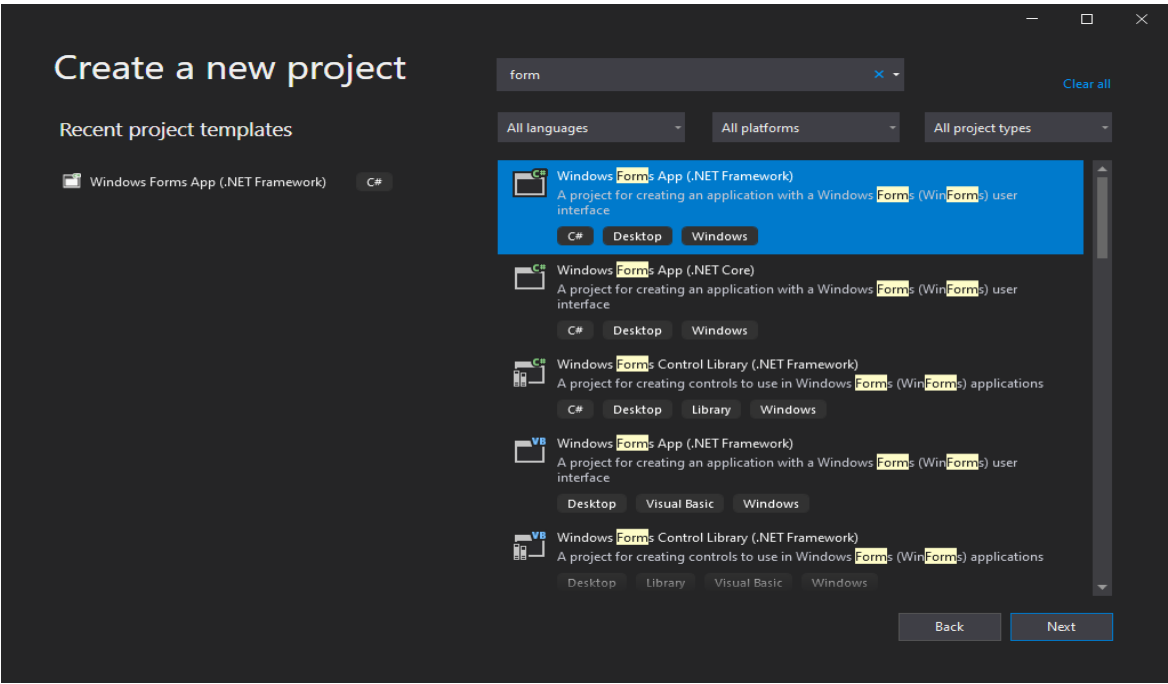 Create a new project
Recent project templates
Windows Forms App (.NET Framework) C#
form
Clear all
All languages All platforms All project types
C# Windows Forms App (.NET Framework)
A project for creating an application with a Windows Forms (WinForms) user
interface
C# Desktop Windows
C# Windows Forms App (.NET Core)
A project for creating an application with a Windows Forms (WinForms) user
interface
C# Desktop Windows
C# Windows Forms Control Library (.NET Framework)
A project for creating controls to use in Windows Forms (WinForms) applications
C# Desktop Library Windows
VB Windows Forms App (.NET Framework)
A project for creating an application with a Windows Forms (WinForms) user
interface
Desktop Visual Basic Windows
VB Windows Forms Control Library (.NET Framework)
A project for creating controls to use in Windows Forms (WinForms) applications
Desktop Library Visual Basic Windows
Back Next